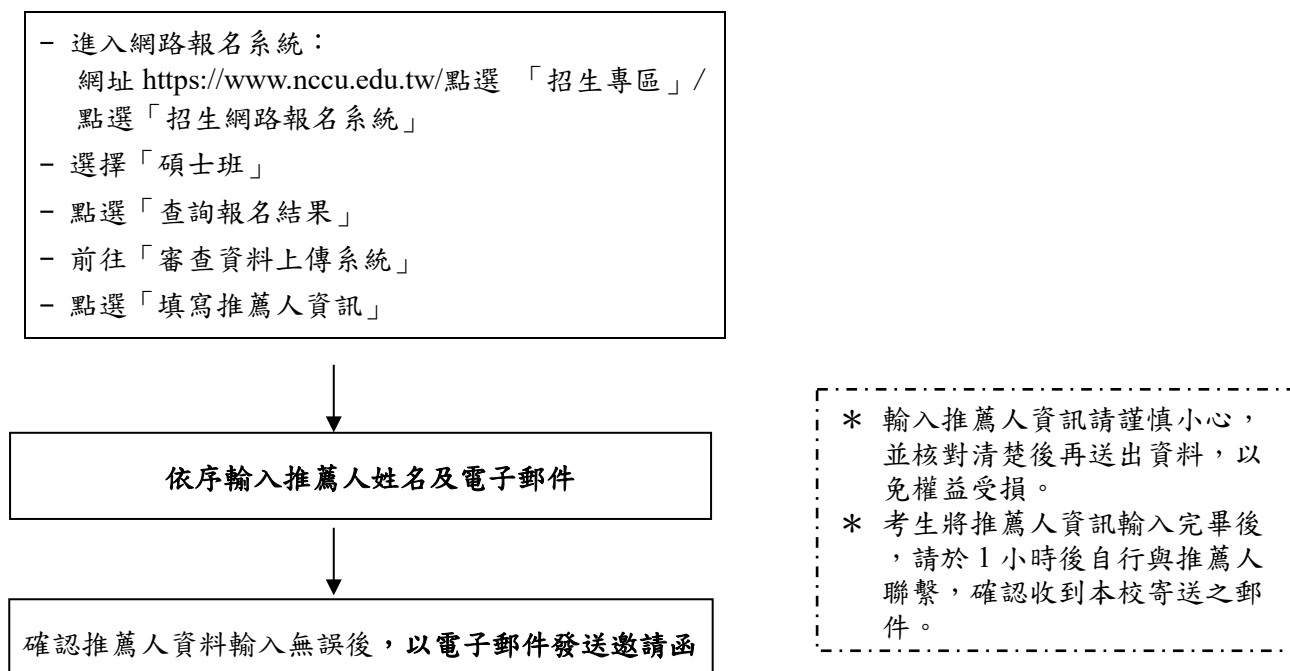 - 進入網路報名系統：
網址 https://www.nccu.edu.tw/點選 「招生專區」/
點選「招生網路報名系統」
- 選擇「碩士班」
- 點選「查詢報名結果」
- 前往「審查資料上傳系統」
- 點選「填寫推薦人資訊」
依序輸入推薦人姓名及電子郵件
確認推薦人資料輸入無誤後，以電子郵件發送邀請函
＊ 輸入推薦人資訊請謹慎小心，
並核對清楚後再送出資料，以
免權益受損。
＊ 考生將推薦人資訊輸入完畢後
，請於 1 小時後自行與推薦人
聯繫，確認收到本校寄送之郵
件。